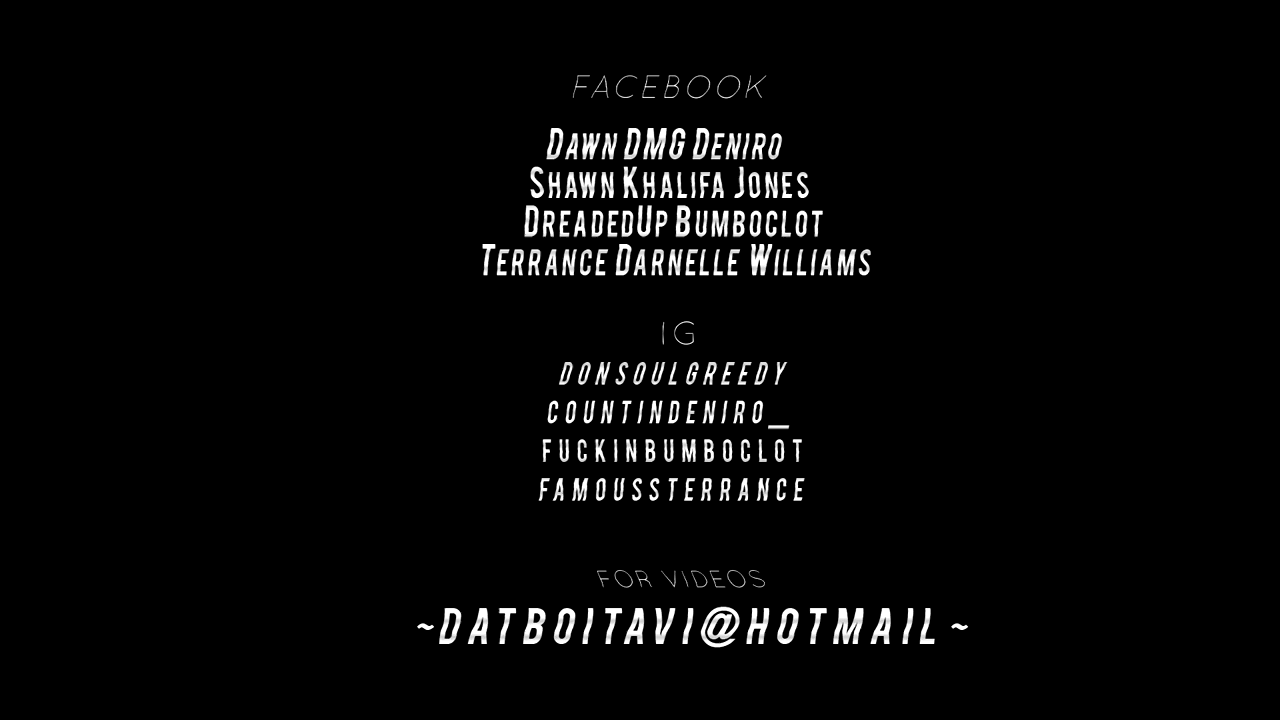 FACEBOOK
DAWN DMG DENIRO
SHAWN KHALIFA JONES
DREADEDUP BUMBOCLOT
TERRANCE DARNELLE WILLIAMS
IG
DONSOULGREEDY
COUNTINDENIRO_
FUCKINBUMBOCLOT
FAMOUSSTERRANCE
FOR VIDEOS
~DATBOITAVI@HOTMAIL ~